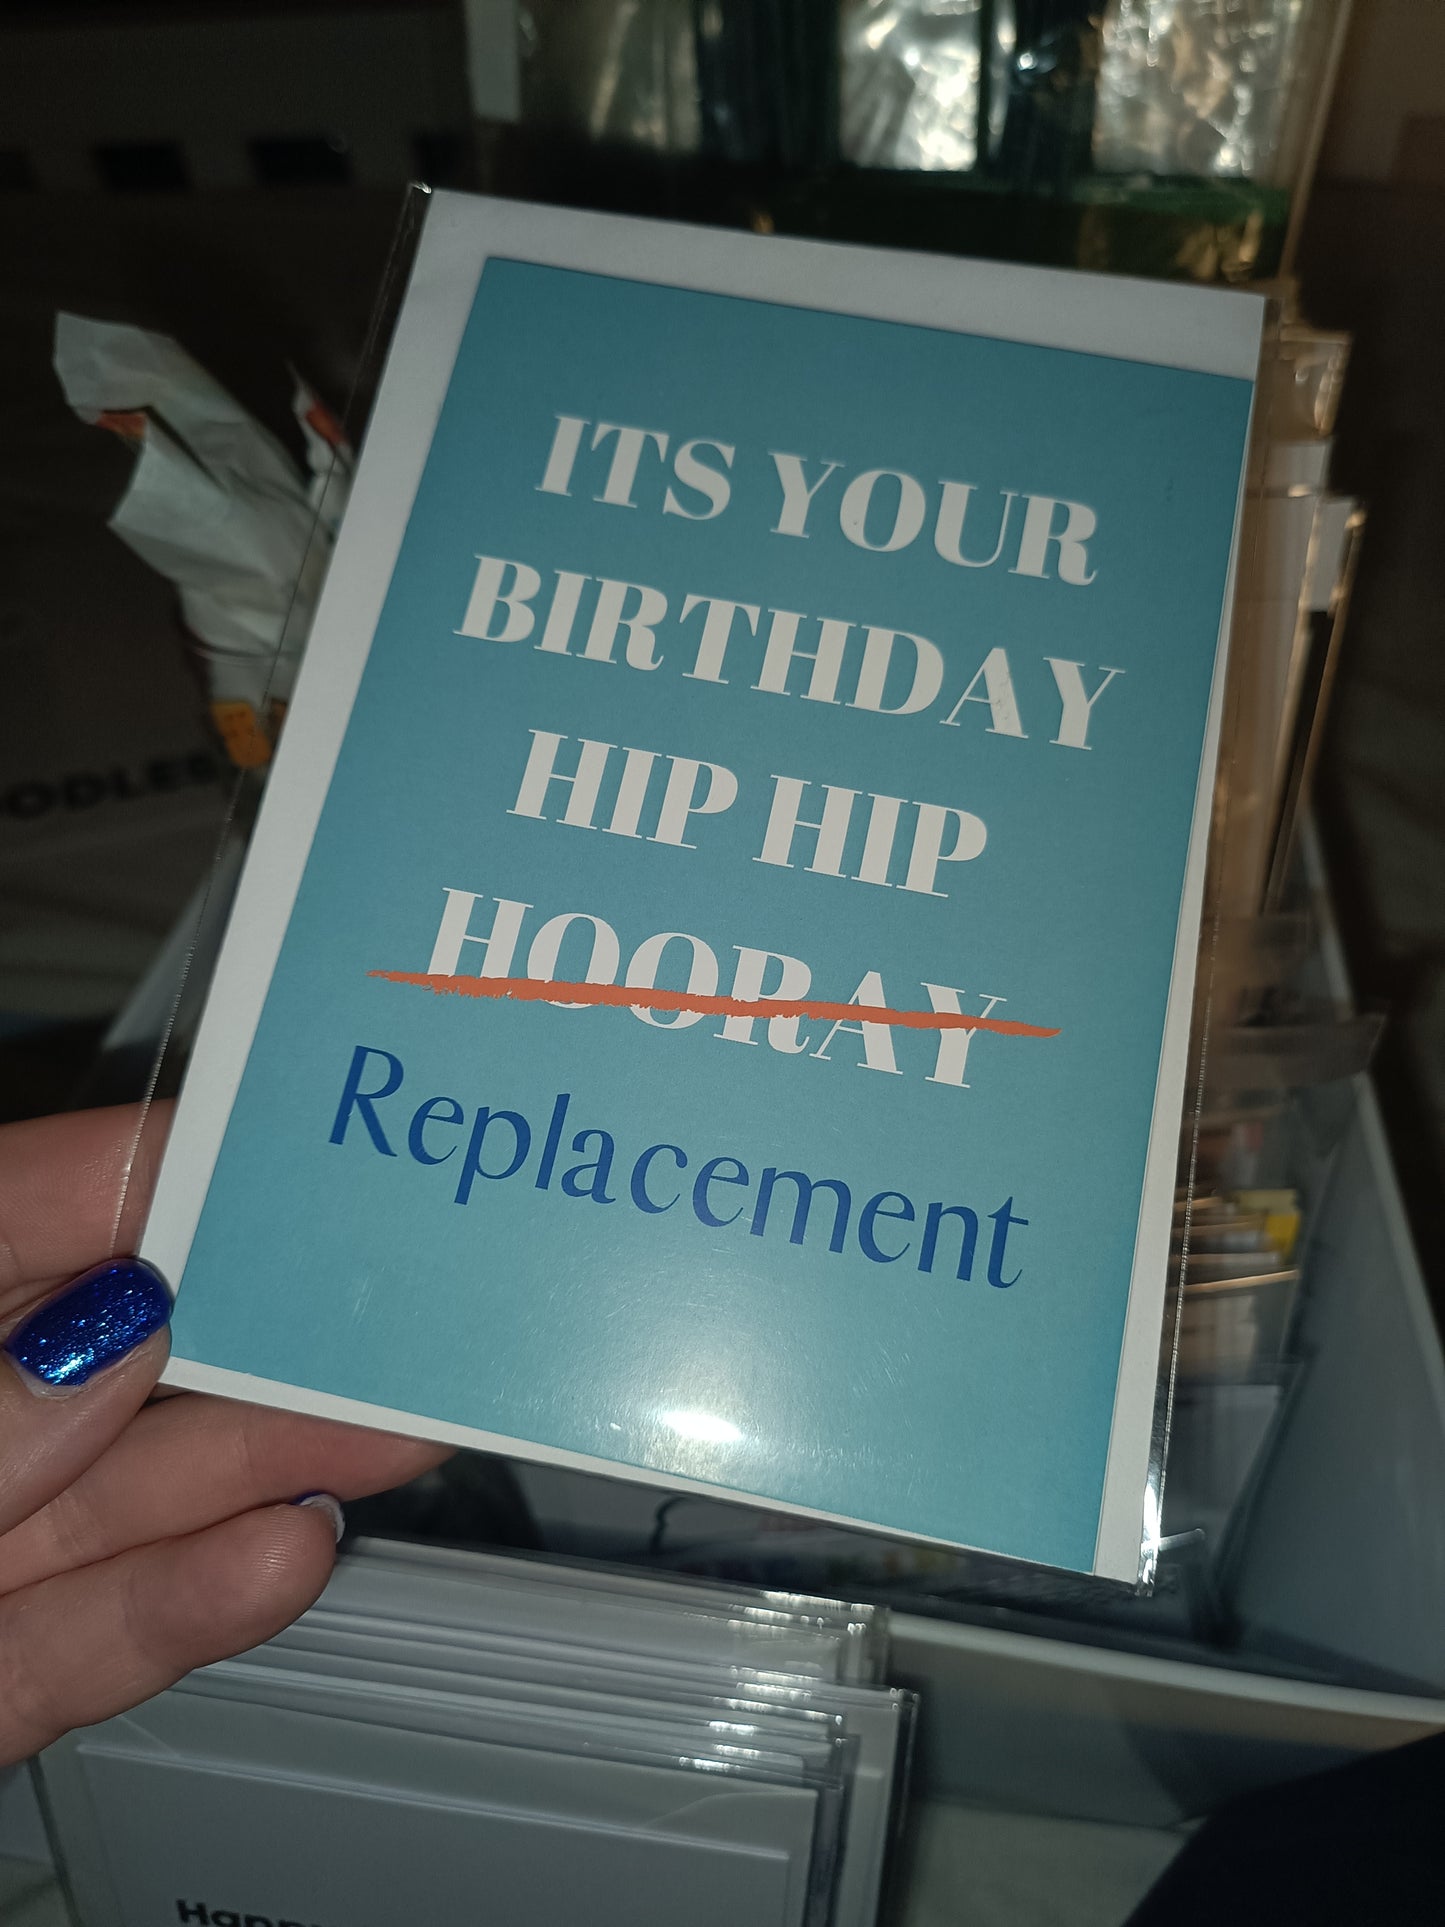 ITS YOUR
BIRTHDAY
HIP HIP
HOORAY
Replacement